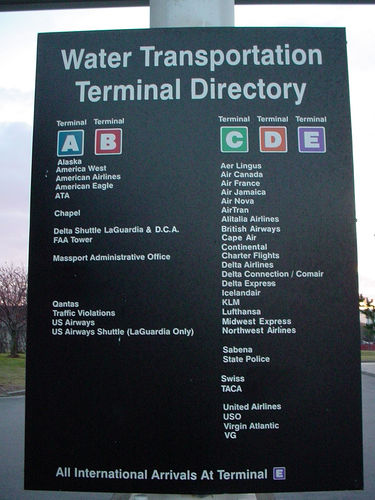 Water Transportation
Terminal Directory
Terminal Terminal
A B
Alaska
America West
American Airlines
American Eagle
ATA
Chapel
Delta Shuttle LaGuardia & D.C.A.
FAA Tower
Massport Administrative Office
Qantas
Traffic Violations
US Airways
US Airways Shuttle (LaGuardia Only)
Terminal Terminal Terminal
C D E
Aer Lingus
Air Canada
Air France
Air Jamaica
Air Nova
AirTran
Alitalia Airlines
British Airways
Cape Air
Continental
Charter Flights
Delta Airlines
Delta Connection / Comair
Delta Express
Icelandair
KLM
Lufthansa
Midwest Express
Northwest Airlines
Sabena
State Police
Swiss
TACA
United Airlines
USO
Virgin Atlantic
VG
All International Arrivals At Terminal E